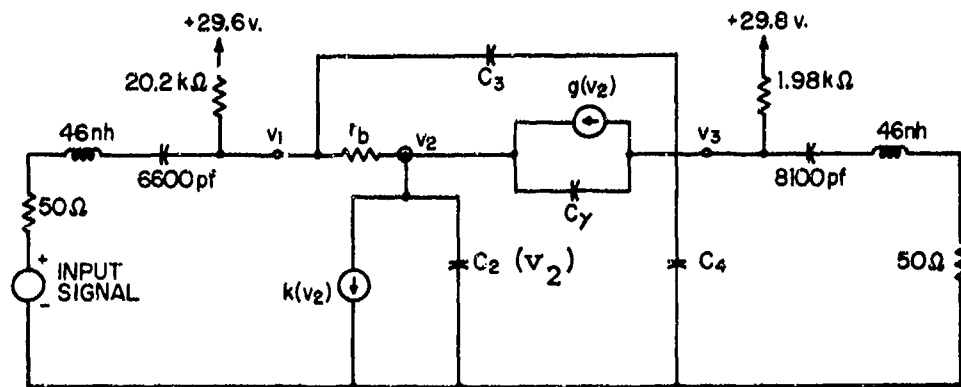 +29.6 v.
+29.8 v.
20.2 kΩ
C3
g(v2)
1.98 kΩ
46nh
v1
rb
v2
v3
46nh
6600pf
Cγ
8100pf
50Ω
+
INPUT
SIGNAL
-
k(v2)
C2 (v2)
C4
50Ω